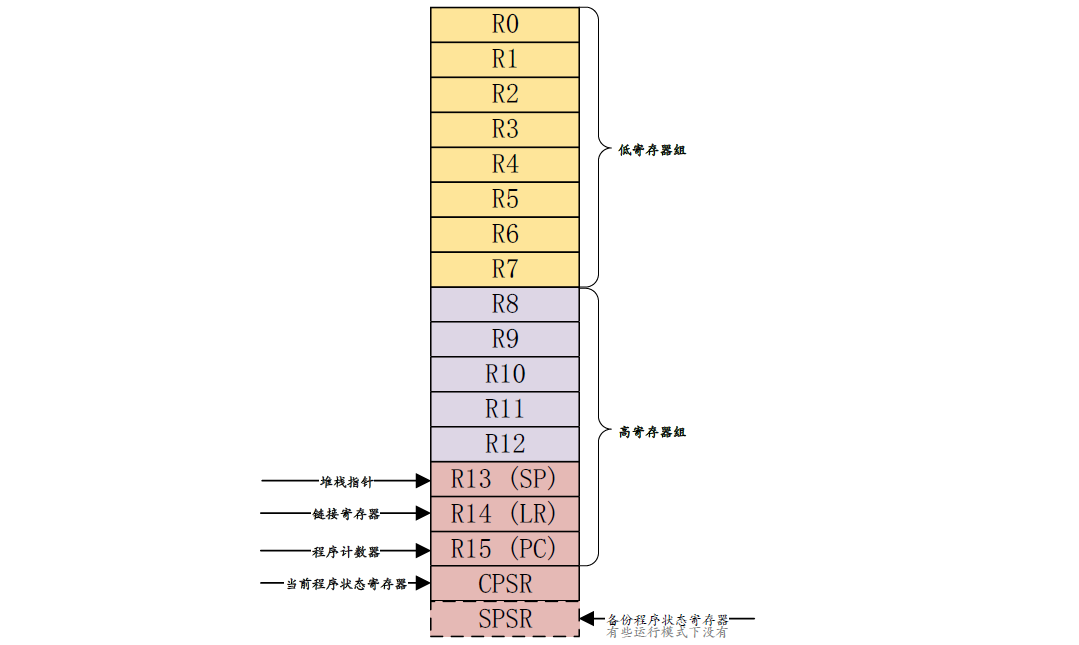 R0
R1
R2
R3
低寄存器组
R4
R5
R6
R7
R8
R9
R10
R11
高寄存器组
R12
堆栈指针
R13 (SP)
链接寄存器
R14 (LR)
程序计数器
R15 (PC)
当前程序状态寄存器
CPSR
SPSR
备份程序状态寄存器
有些运行模式下没有